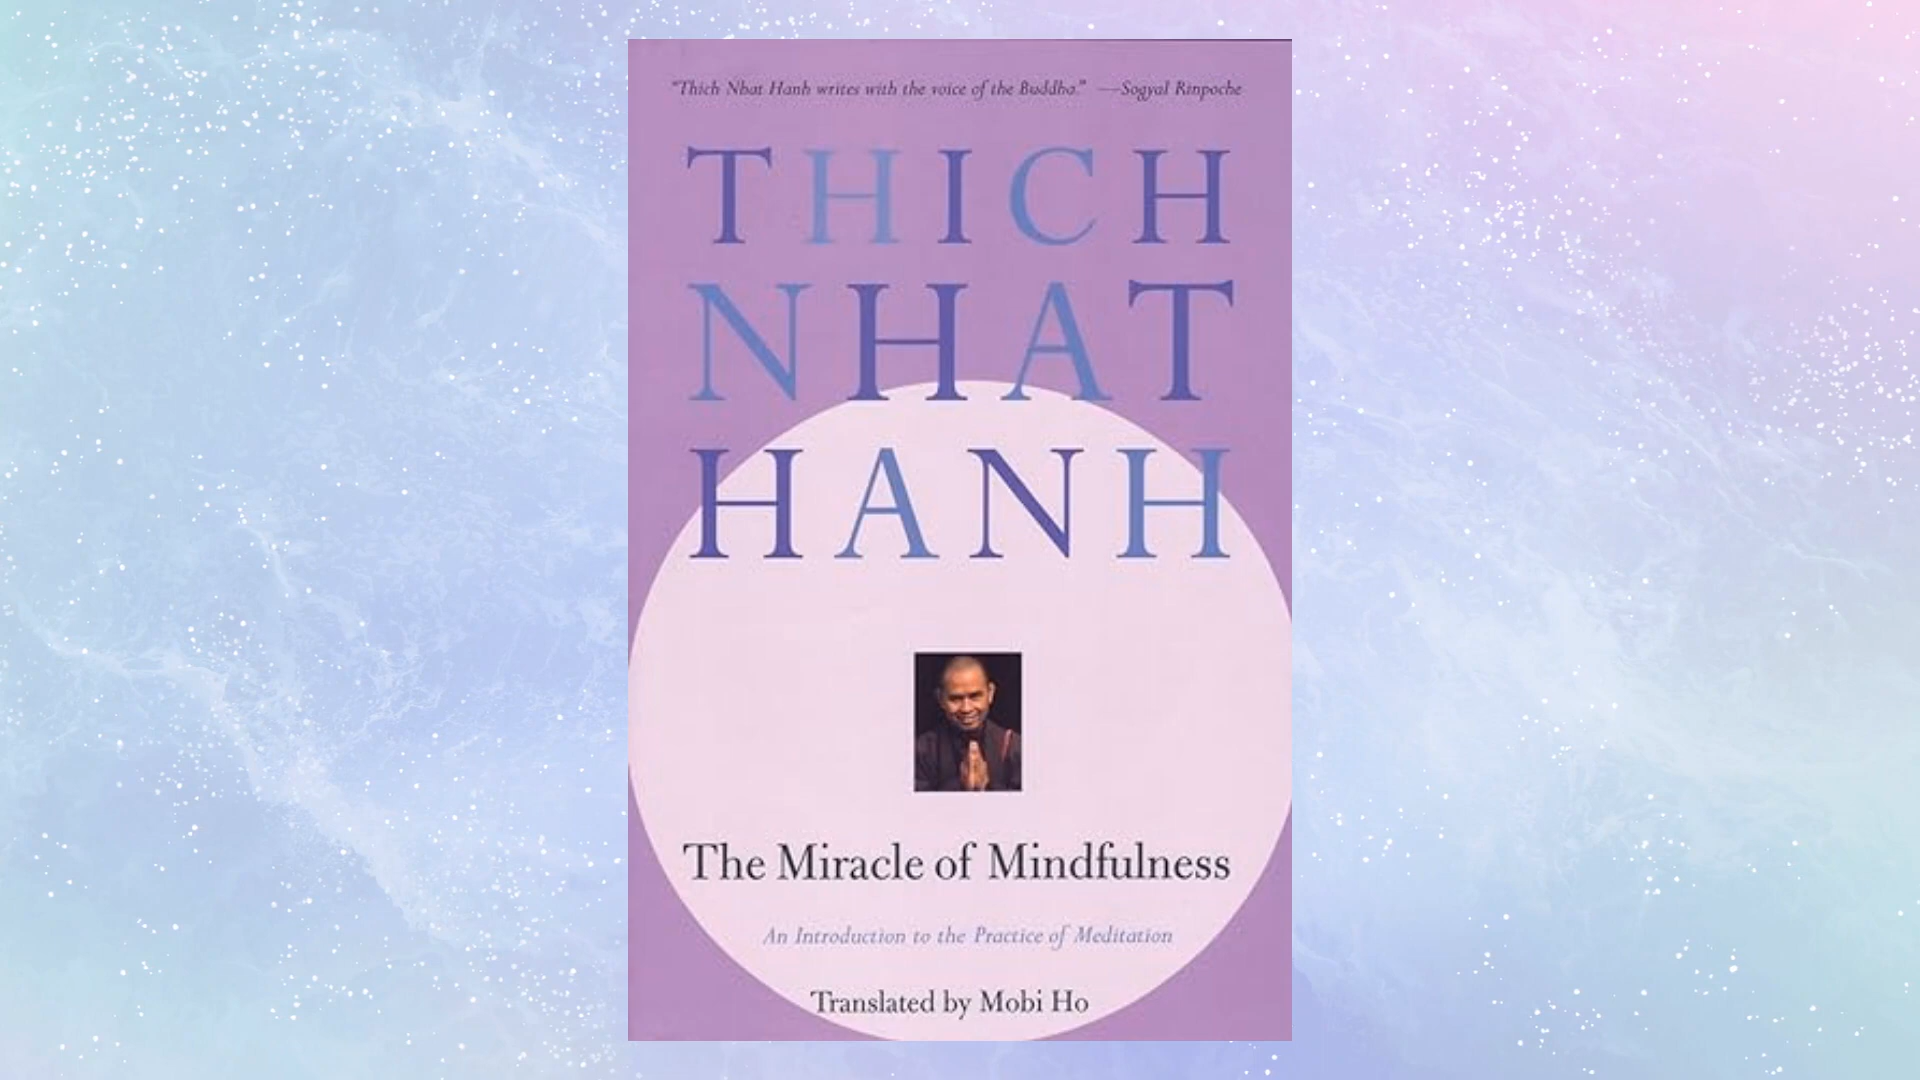 "Thich Nhat Hanh writes with the voice of the Buddha." —Sogyal Rinpoche
THICH
NHAT
HANH
The Miracle of Mindfulness
An Introduction to the Practice of Meditation
Translated by Mobi Ho